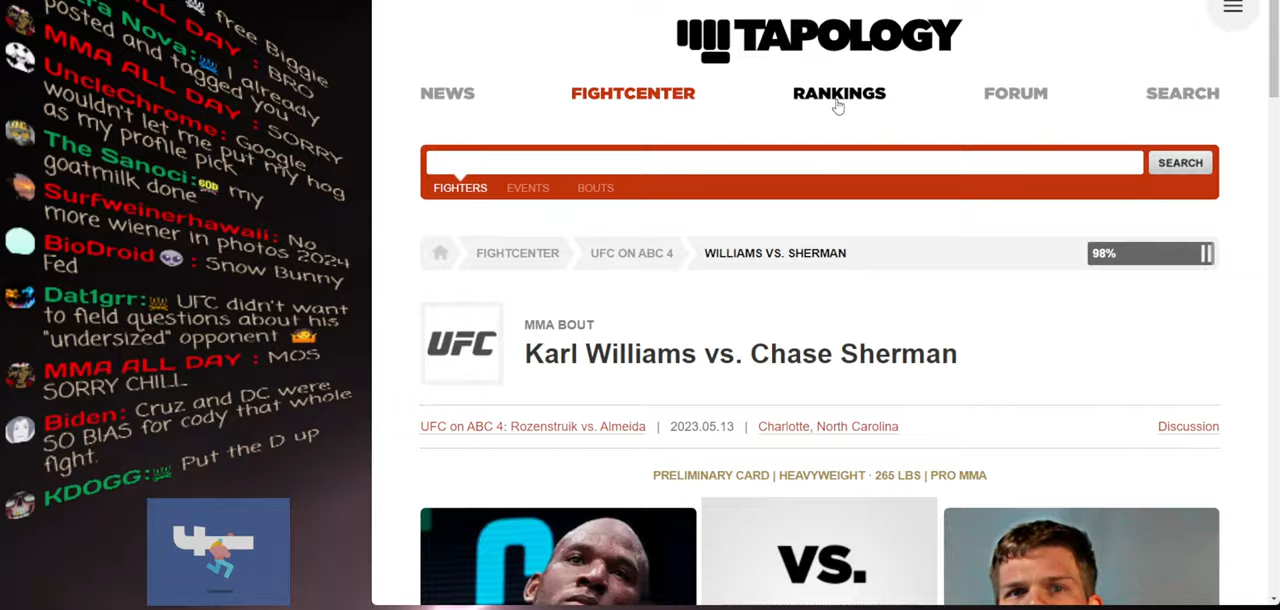 free Biggie
tra Nova: I already
posted and tagged you
MMA ALL DAY : BRO
UncleChrome: Google
wouldn't let me put my hog
as my profile pick
MMA ALL DAY : SORRY
The Sanoci: GOD my
goatmilk done
Surfweinerhawaii: No
more wiener in photos 2024
BioDroid : Snow Bunny
Fed
Dat1grr: UFC didn't want
to field questions about his
"undersized" opponent
MMA ALL DAY : MOS
SORRY CHILL
Biden: Cruz and DC were
SO BIAS for cody that whole
fight.
KDOGG: Put the D up
TAPOLOGY
NEWS FIGHTCENTER RANKINGS FORUM SEARCH
SEARCH
FIGHTERS EVENTS BOUTS
FIGHTCENTER UFC ON ABC 4 WILLIAMS VS. SHERMAN 98%
UFC
MMA BOUT
Karl Williams vs. Chase Sherman
UFC on ABC 4: Rozenstruik vs. Almeida | 2023.05.13 | Charlotte, North Carolina Discussion
PRELIMINARY CARD | HEAVYWEIGHT · 265 LBS | PRO MMA
VS.